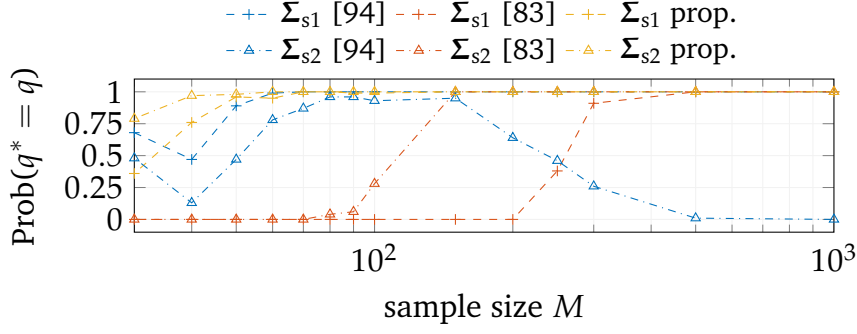 Σs1 [94] Σs1 [83] Σs1 prop.
Σs2 [94] Σs2 [83] Σs2 prop.
Prob(q* = q)
1
0.75
0.5
0.25
0
10² 10³
sample size M